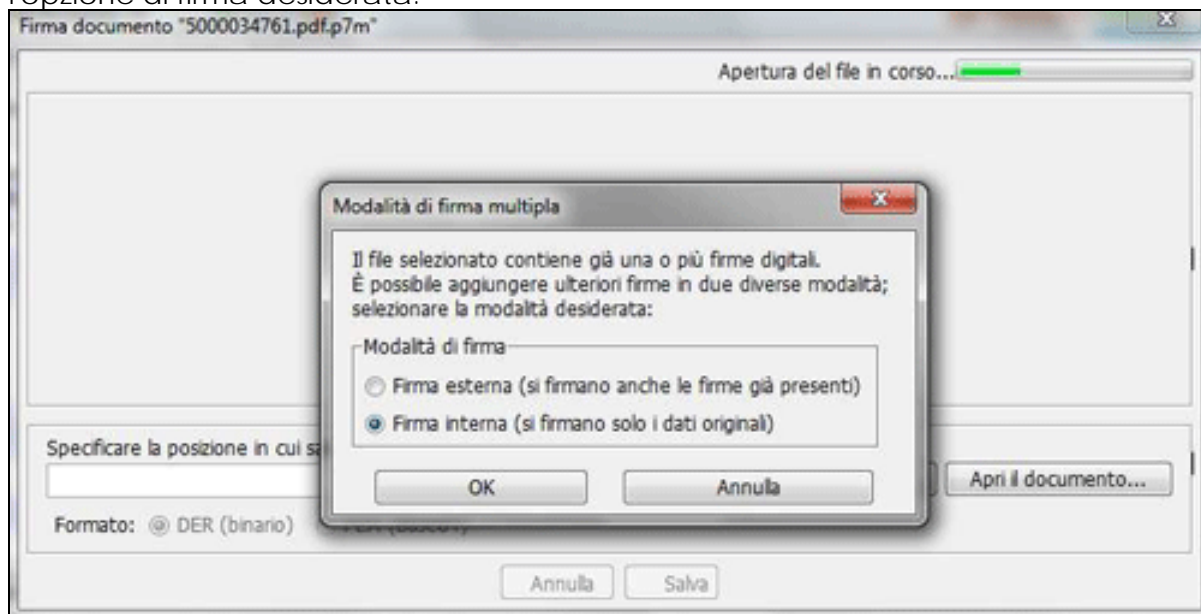 l'opzione di firma desiderata.
Firma documento "5000034761.pdf.p7m"
Apertura del file in corso...
Modalità di firma multipla
Il file selezionato contiene già una o più firme digitali.
È possibile aggiungere ulteriori firme in due diverse modalità;
selezionare la modalità desiderata:
Modalità di firma
Firma esterna (si firmano anche le firme già presenti)
Firma interna (si firmano solo i dati originali)
OK Annulla
Specificare la posizione in cui
Apri il documento...
Formato: DER (binario)
Annulla Salva